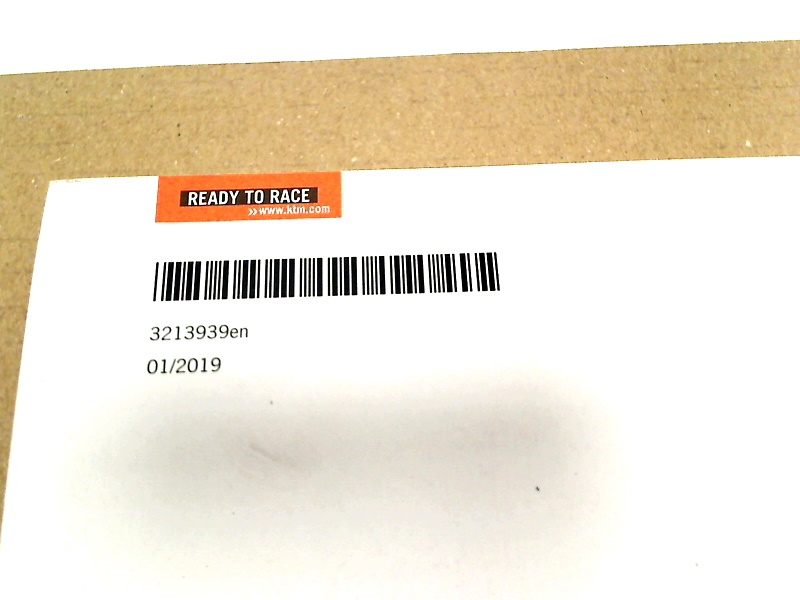 READY TO RACE
»www.ktm.com
3213939en
01/2019